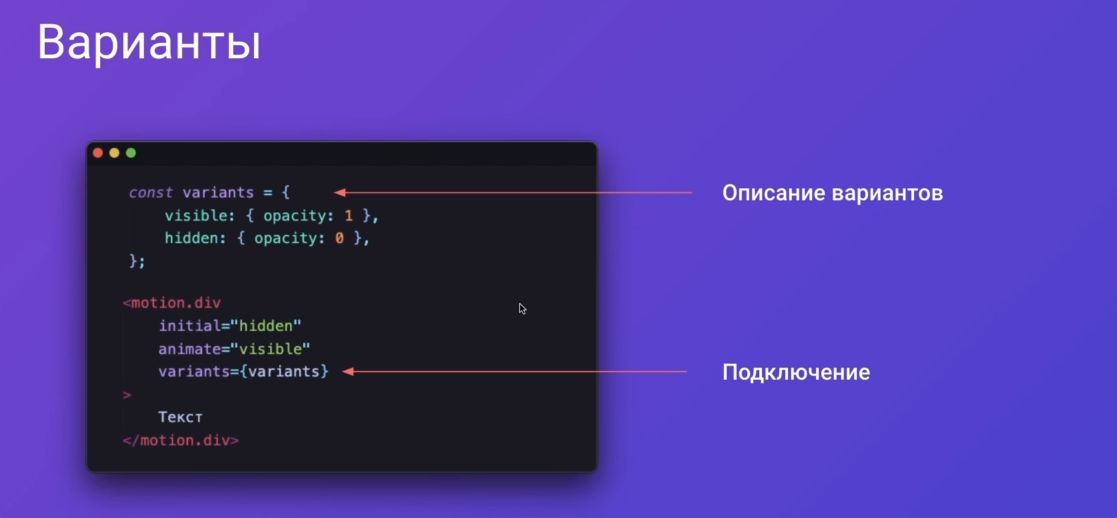 Варианты
const variants = {
visible: { opacity: 1 },
hidden: { opacity: 0 },
};
<motion.div
initial="hidden"
animate="visible"
variants={variants}
>
Текст
</motion.div>
Описание вариантов
Подключение